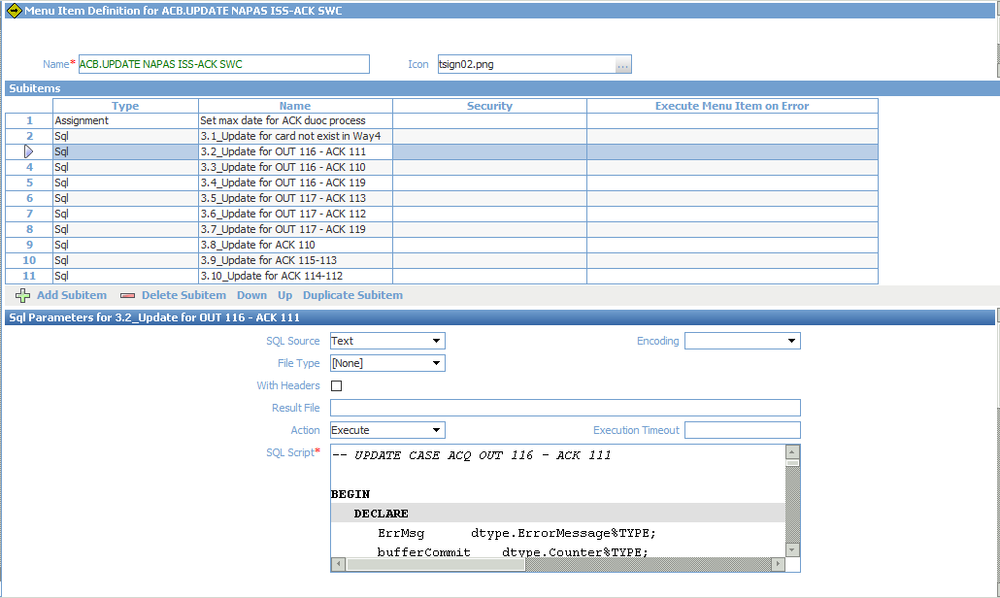 Menu Item Definition for ACB.UPDATE NAPAS ISS-ACK SWC
Name* ACB.UPDATE NAPAS ISS-ACK SWC Icon tsign02.png ...
Subitems
Type Name Security Execute Menu Item on Error
1 Assignment Set max date for ACK duoc process
2 Sql 3.1_Update for card not exist in Way4
Sql 3.2_Update for OUT 116 - ACK 111
4 Sql 3.3_Update for OUT 116 - ACK 110
5 Sql 3.4_Update for OUT 116 - ACK 119
6 Sql 3.5_Update for OUT 117 - ACK 113
7 Sql 3.6_Update for OUT 117 - ACK 112
8 Sql 3.7_Update for OUT 117 - ACK 119
9 Sql 3.8_Update for ACK 110
10 Sql 3.9_Update for ACK 115-113
11 Sql 3.10_Update for ACK 114-112
Add Subitem Delete Subitem Down Up Duplicate Subitem
Sql Parameters for 3.2_Update for OUT 116 - ACK 111
SQL Source Text Encoding
File Type [None]
With Headers
Result File
Action Execute Execution Timeout
SQL Script* -- UPDATE CASE ACQ OUT 116 - ACK 111
BEGIN
DECLARE
ErrMsg dtype.ErrorMessage%TYPE;
bufferCommit dtype.Counter%TYPE;